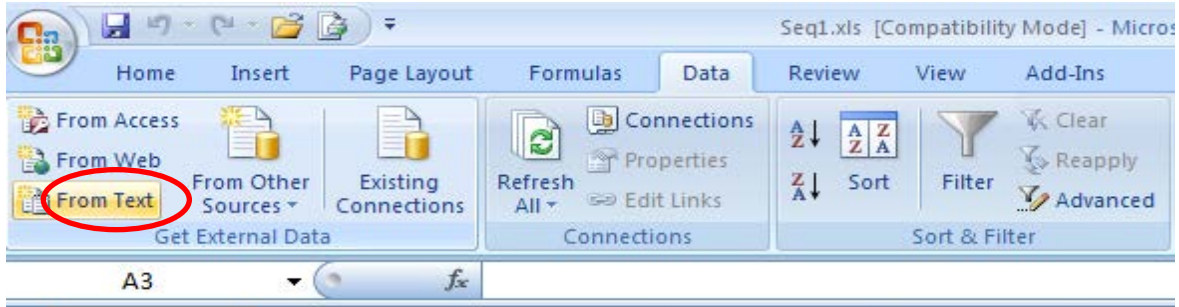 Seq1.xls [Compatibility Mode] - Micros
Home Insert Page Layout Formulas Data Review View Add-Ins
From Access
From Web
From Text
From Other Sources
Existing Connections
Get External Data
Refresh All
Connections
Properties
Edit Links
Connections
Sort
Filter
Clear
Reapply
Advanced
Sort & Filter
A3 fx